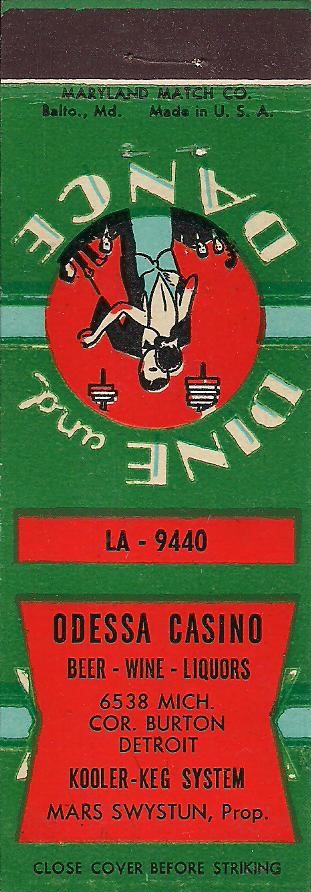 MARYLAND MATCH CO.
Balto., Md. Made in U. S. A.
DINE and DANCE
LA - 9440
ODESSA CASINO
BEER - WINE - LIQUORS
6538 MICH.
COR. BURTON
DETROIT
KOOLER-KEG SYSTEM
MARS SWYSTUN, Prop.
CLOSE COVER BEFORE STRIKING